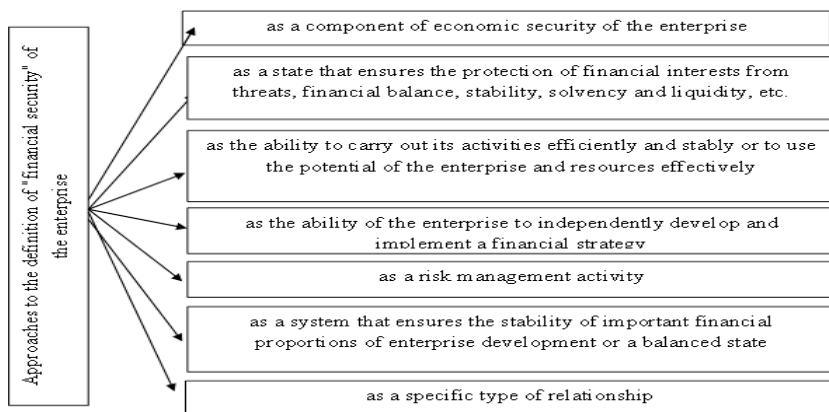 Approaches to the definition of "financial security" of
the enterprise
as a component of economic security of the enterprise
as a state that ensures the protection of financial interests from
threats, financial balance, stability, solvency and liquidity, etc.
as the ability to carry out its activities efficiently and stably or to use
the potential of the enterprise and resources effectively
as the ability of the enterprise to independently develop and
implement a financial strategy
as a risk management activity
as a system that ensures the stability of important financial
proportions of enterprise development or a balanced state
as a specific type of relationship